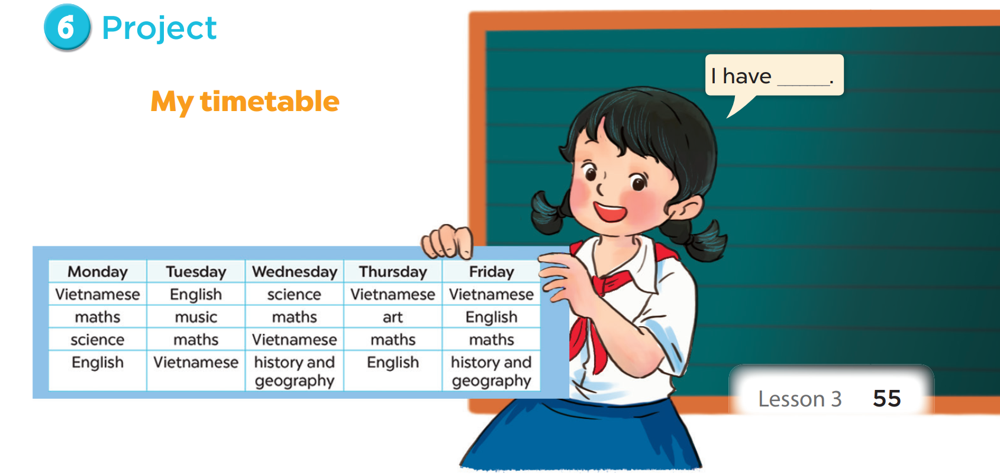 6 Project
My timetable
I have ______.
Monday Tuesday Wednesday Thursday Friday
Vietnamese English science Vietnamese Vietnamese
maths music maths art English
science maths Vietnamese maths maths
English Vietnamese history and geography English history and geography
Lesson 3 55